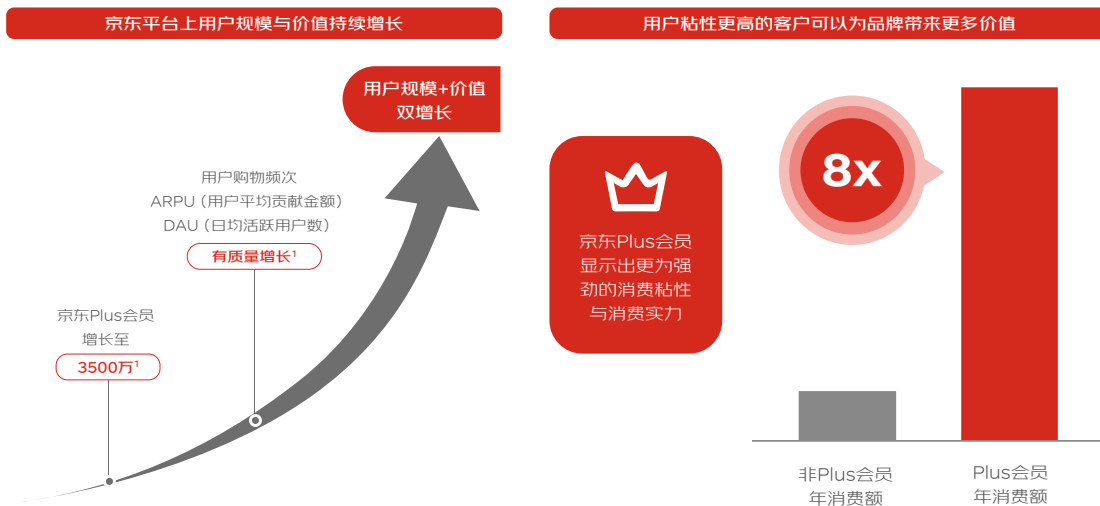 京东平台上用户规模与价值持续增长
用户规模+价值
双增长
用户购物频次
ARPU（用户平均贡献金额）
DAU（日均活跃用户数）
有质量增长¹
京东Plus会员
增长至
3500万¹
用户粘性更高的客户可以为品牌带来更多价值
京东Plus会员
显示出更为强
劲的消费粘性
与消费实力
8x
非Plus会员
年消费额
Plus会员
年消费额